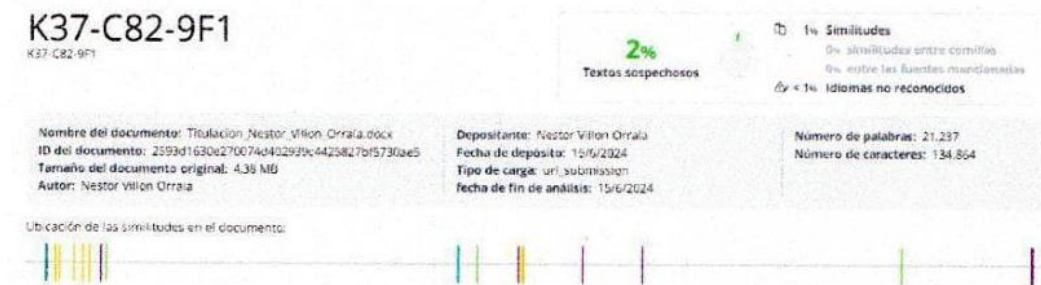 K37-C82-9F1
K37-C82-9F1
2%
Textos sospechosos
1% Similitudes
0% similitudes entre comillas
0% entre las fuentes mencionadas
< 1% Idiomas no reconocidos
Nombre del documento: Titulacion_Nestor_Villon_Orrala.docx
ID del documento:
Tamaño del documento original: 4,36 MB
Autor: Nestor Villon Orrala
Depositante: Nestor Villon Orrala
Fecha de depósito: 15/6/2024
Tipo de carga: url_submission
fecha de fin de análisis: 15/6/2024
Número de palabras: 21.237
Número de caracteres: 134.864
Ubicación de las similitudes en el documento: